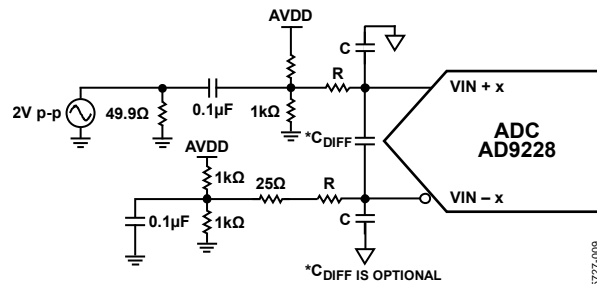 AVDD
C
R
VIN + x
2V p-p
49.9Ω
0.1µF
1kΩ
*CDIFF
ADC
AD9228
AVDD
1kΩ
25Ω
R
VIN – x
0.1µF
1kΩ
C
*CDIFF IS OPTIONAL